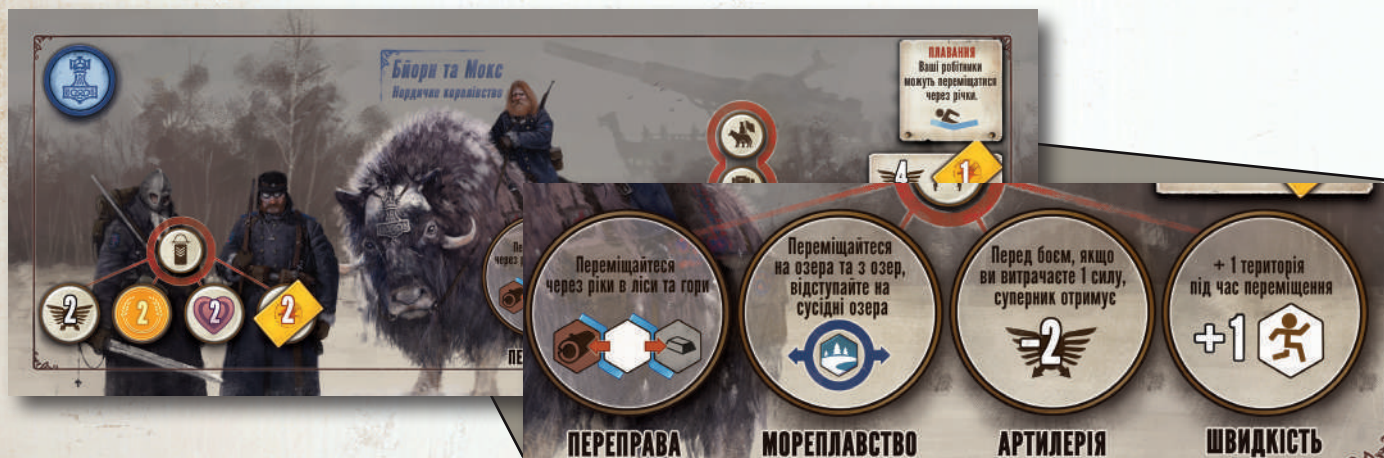 Бйорн та Мокс
Нордичне королівство
ПЛАВАННЯ
Ваші робітники
можуть переміщатися
через річки.
4
1
2
2
2
2
Переміщайтеся
через ріки в ліси та гори
ПЕРЕПРАВА
Переміщайтеся
на озера та з озер,
відступайте на
сусідні озера
МОРЕПЛАВСТВО
Перед боєм, якщо
ви витрачаєте 1 силу,
суперник отримує
-2
АРТИЛЕРІЯ
+ 1 територія
під час переміщення
+1
ШВИДКІСТЬ